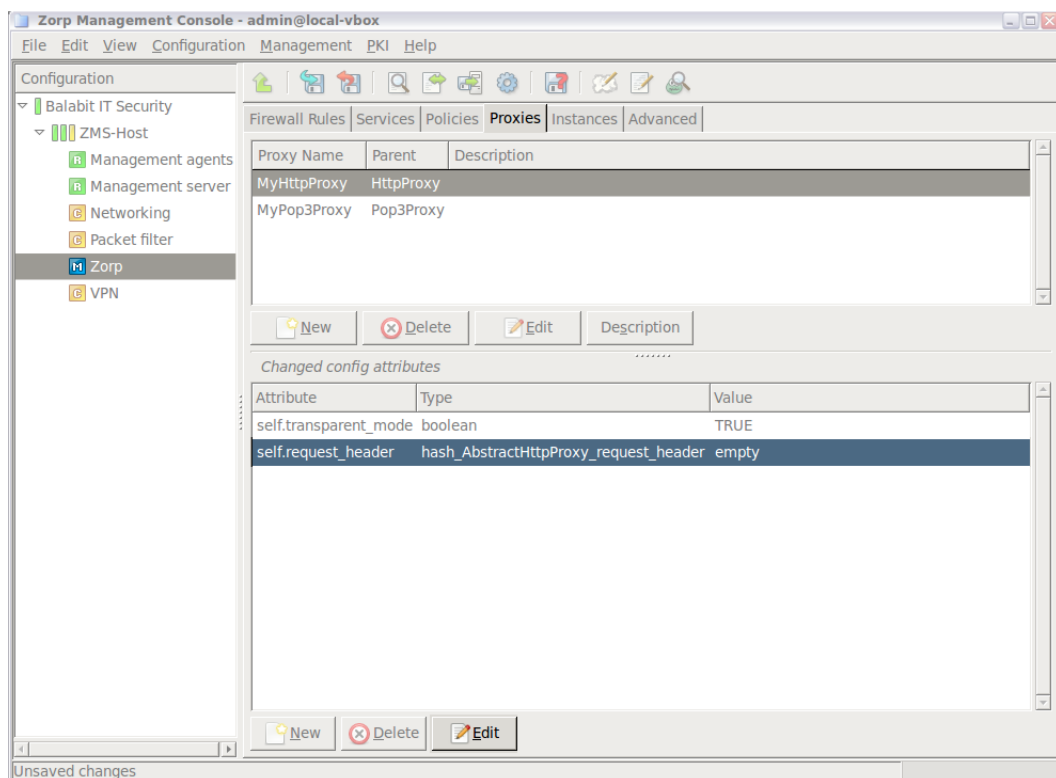 Zorp Management Console - admin@local-vbox
File Edit View Configuration Management PKI Help
Configuration
Balabit IT Security
ZMS-Host
Management agents
Management server
Networking
Packet filter
Zorp
VPN
Firewall Rules Services Policies Proxies Instances Advanced
Proxy Name Parent Description
MyHttpProxy HttpProxy
MyPop3Proxy Pop3Proxy
New Delete Edit Description
Changed config attributes
Attribute Type Value
self.transparent_mode boolean TRUE
self.request_header hash_AbstractHttpProxy_request_header empty
New Delete Edit
Unsaved changes